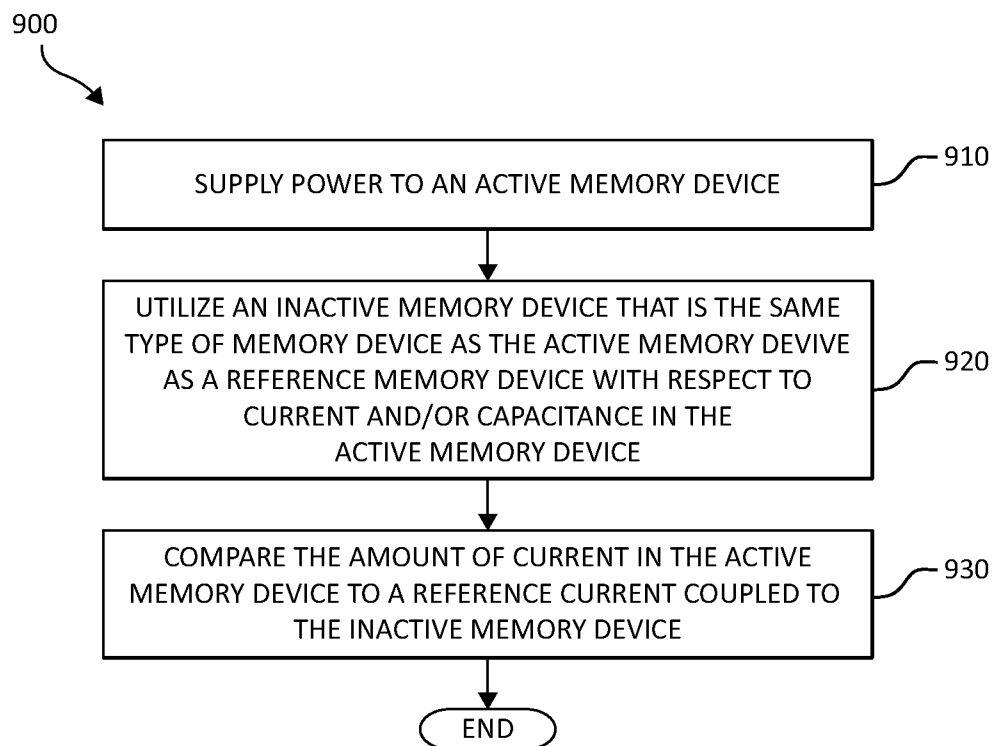 900
SUPPLY POWER TO AN ACTIVE MEMORY DEVICE
910
UTILIZE AN INACTIVE MEMORY DEVICE THAT IS THE SAME
TYPE OF MEMORY DEVICE AS THE ACTIVE MEMORY DEVIVE
AS A REFERENCE MEMORY DEVICE WITH RESPECT TO
CURRENT AND/OR CAPACITANCE IN THE
ACTIVE MEMORY DEVICE
920
COMPARE THE AMOUNT OF CURRENT IN THE ACTIVE
MEMORY DEVICE TO A REFERENCE CURRENT COUPLED TO
THE INACTIVE MEMORY DEVICE
930
END